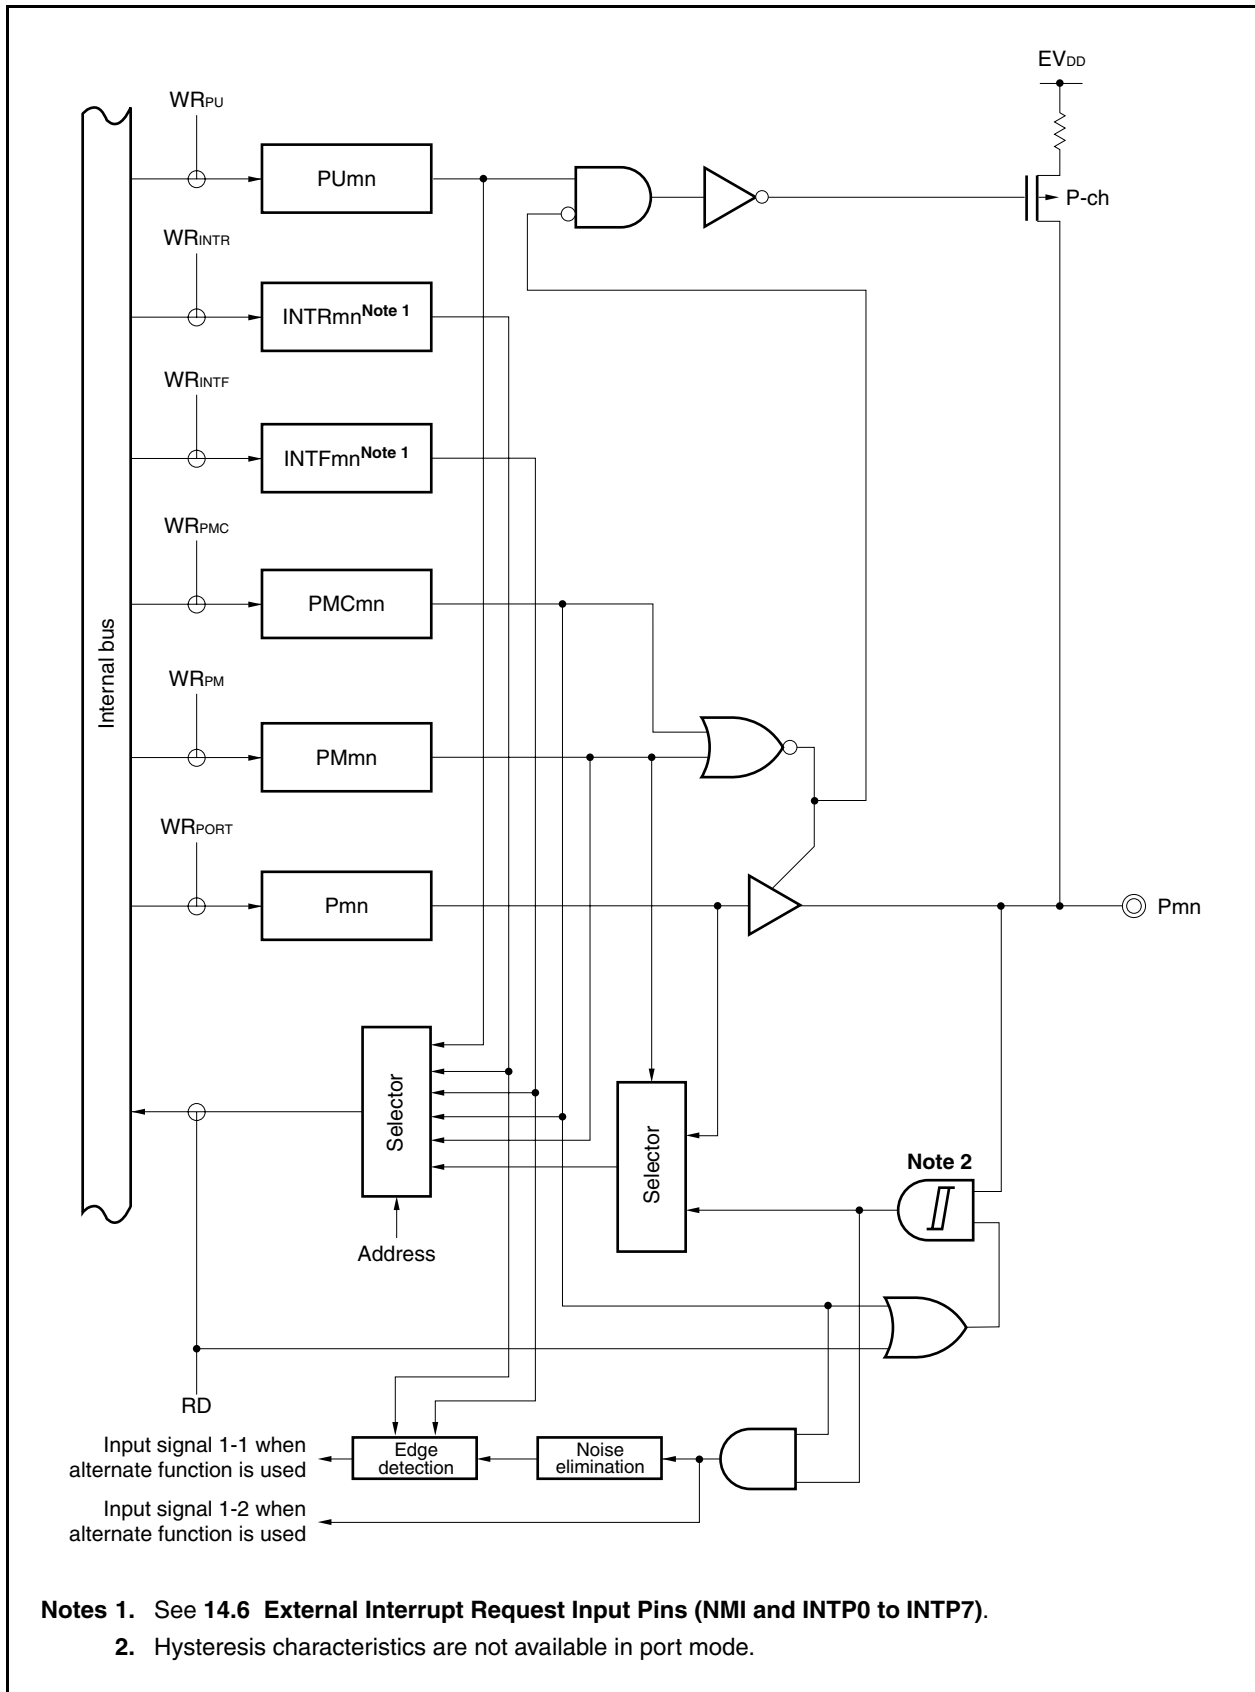 EVDD
WRPU
PUmn
P-ch
WRINTR
INTRmnNote 1
WRINTF
INTFmnNote 1
WRPMC
PMCmn
Internal bus
WRPM
PMmn
WRPORT
Pmn
Pmn
Selector
Selector
Note 2
Address
RD
Input signal 1-1 when
alternate function is used
Edge
detection
Noise
elimination
Input signal 1-2 when
alternate function is used
Notes 1. See 14.6 External Interrupt Request Input Pins (NMI and INTP0 to INTP7).
2. Hysteresis characteristics are not available in port mode.